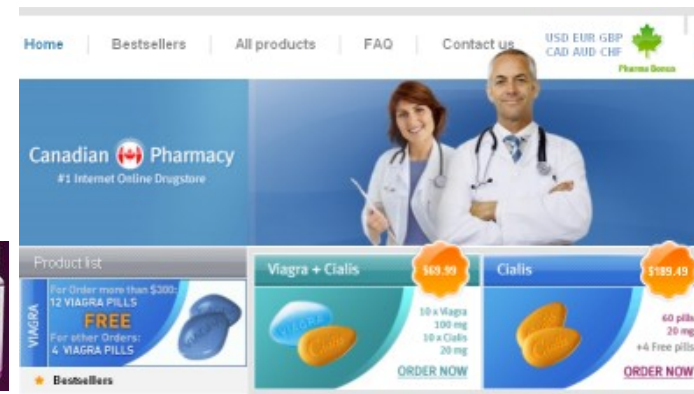 Home
Bestsellers
All products
FAQ
Contact us
USD EUR GBP
CAD AUD CHF
Pharma Bonus
Canadian Pharmacy
#1 Internet Online Drugstore
Product list
VIAGRA
For Order more than $300:
12 VIAGRA PILLS
FREE
For other Orders:
4 VIAGRA PILLS
Bestsellers
Viagra + Cialis
$69.99
VIAGRA
Cialis
10 x Viagra
100 mg
10 x Cialis
20 mg
ORDER NOW
Cialis
$189.49
Cialis
60 pills
20 mg
+4 Free pills
ORDER NOW